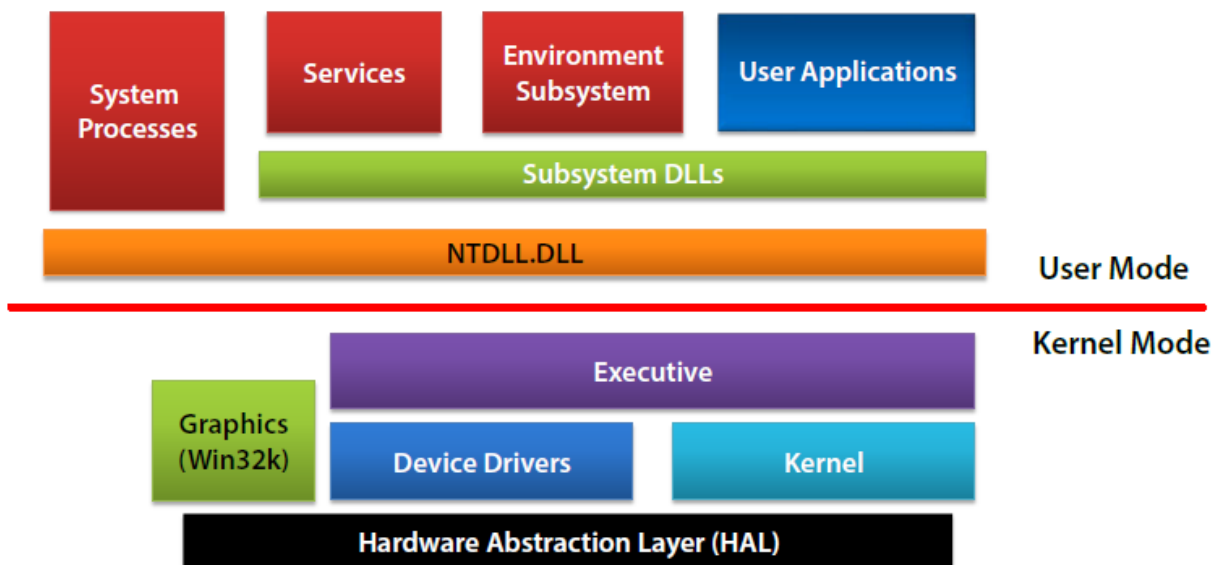 System
Processes
Services
Environment
Subsystem
User Applications
Subsystem DLLs
NTDLL.DLL
User Mode
Kernel Mode
Executive
Graphics
(Win32k)
Device Drivers
Kernel
Hardware Abstraction Layer (HAL)